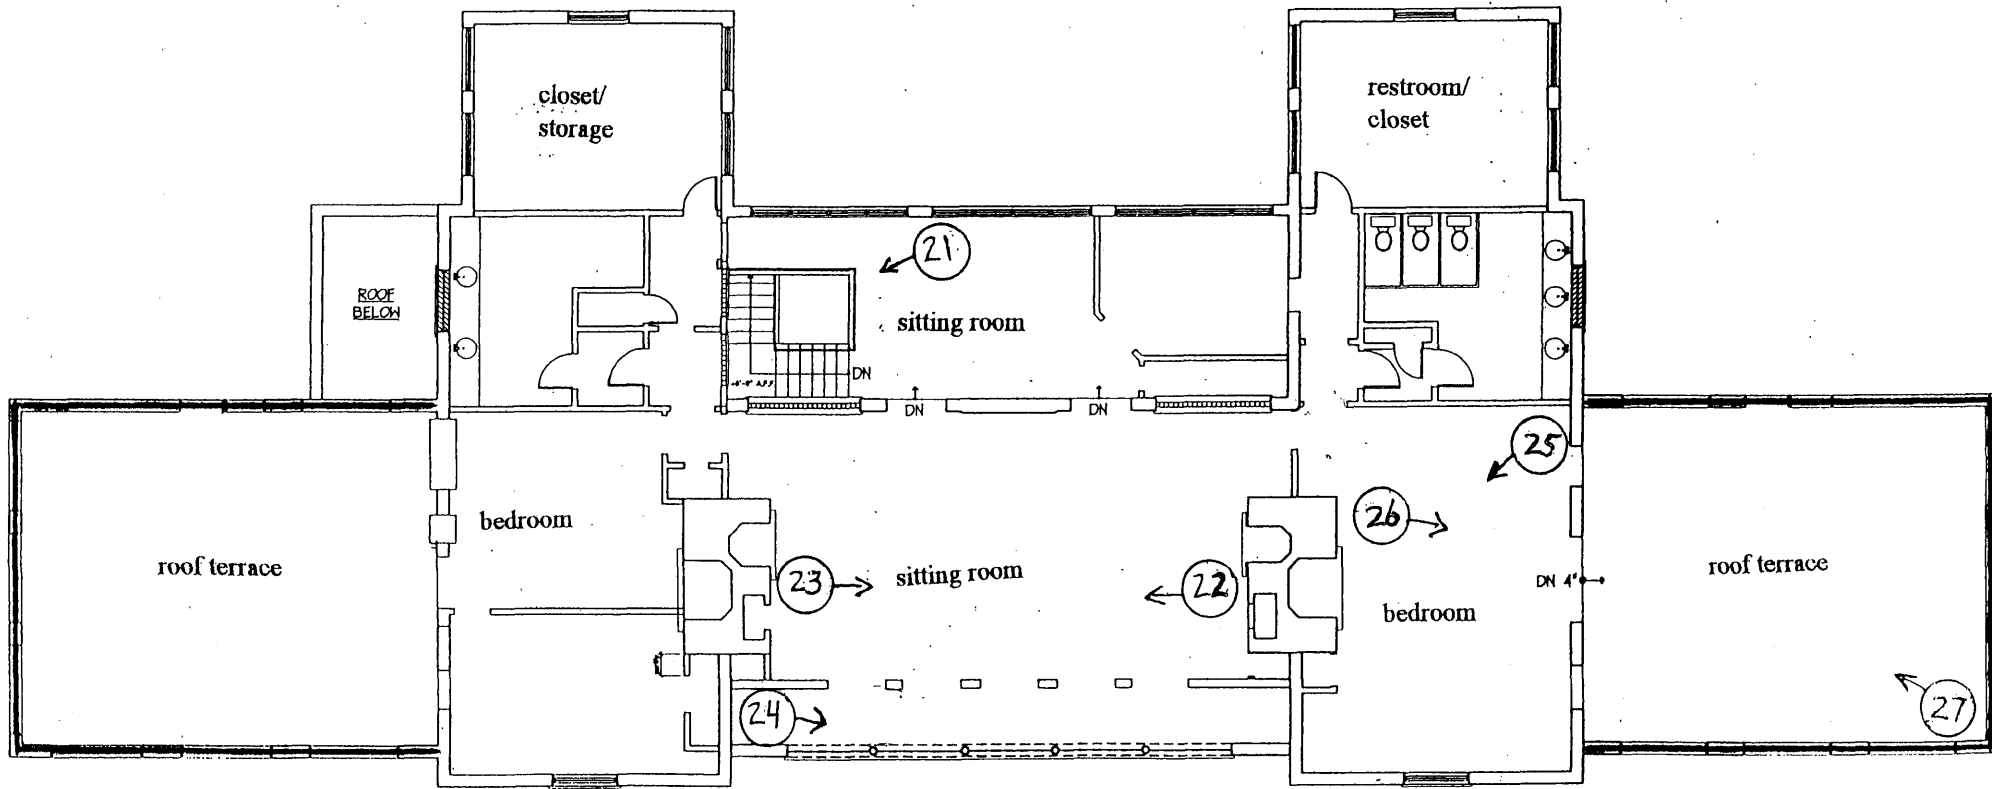 closet/
storage
restroom/
closet
21
ROOF
BELOW
sitting room
DN
DN
DN
25
26
bedroom
roof terrace
23
sitting room
22
DN 4"
roof terrace
bedroom
24
27